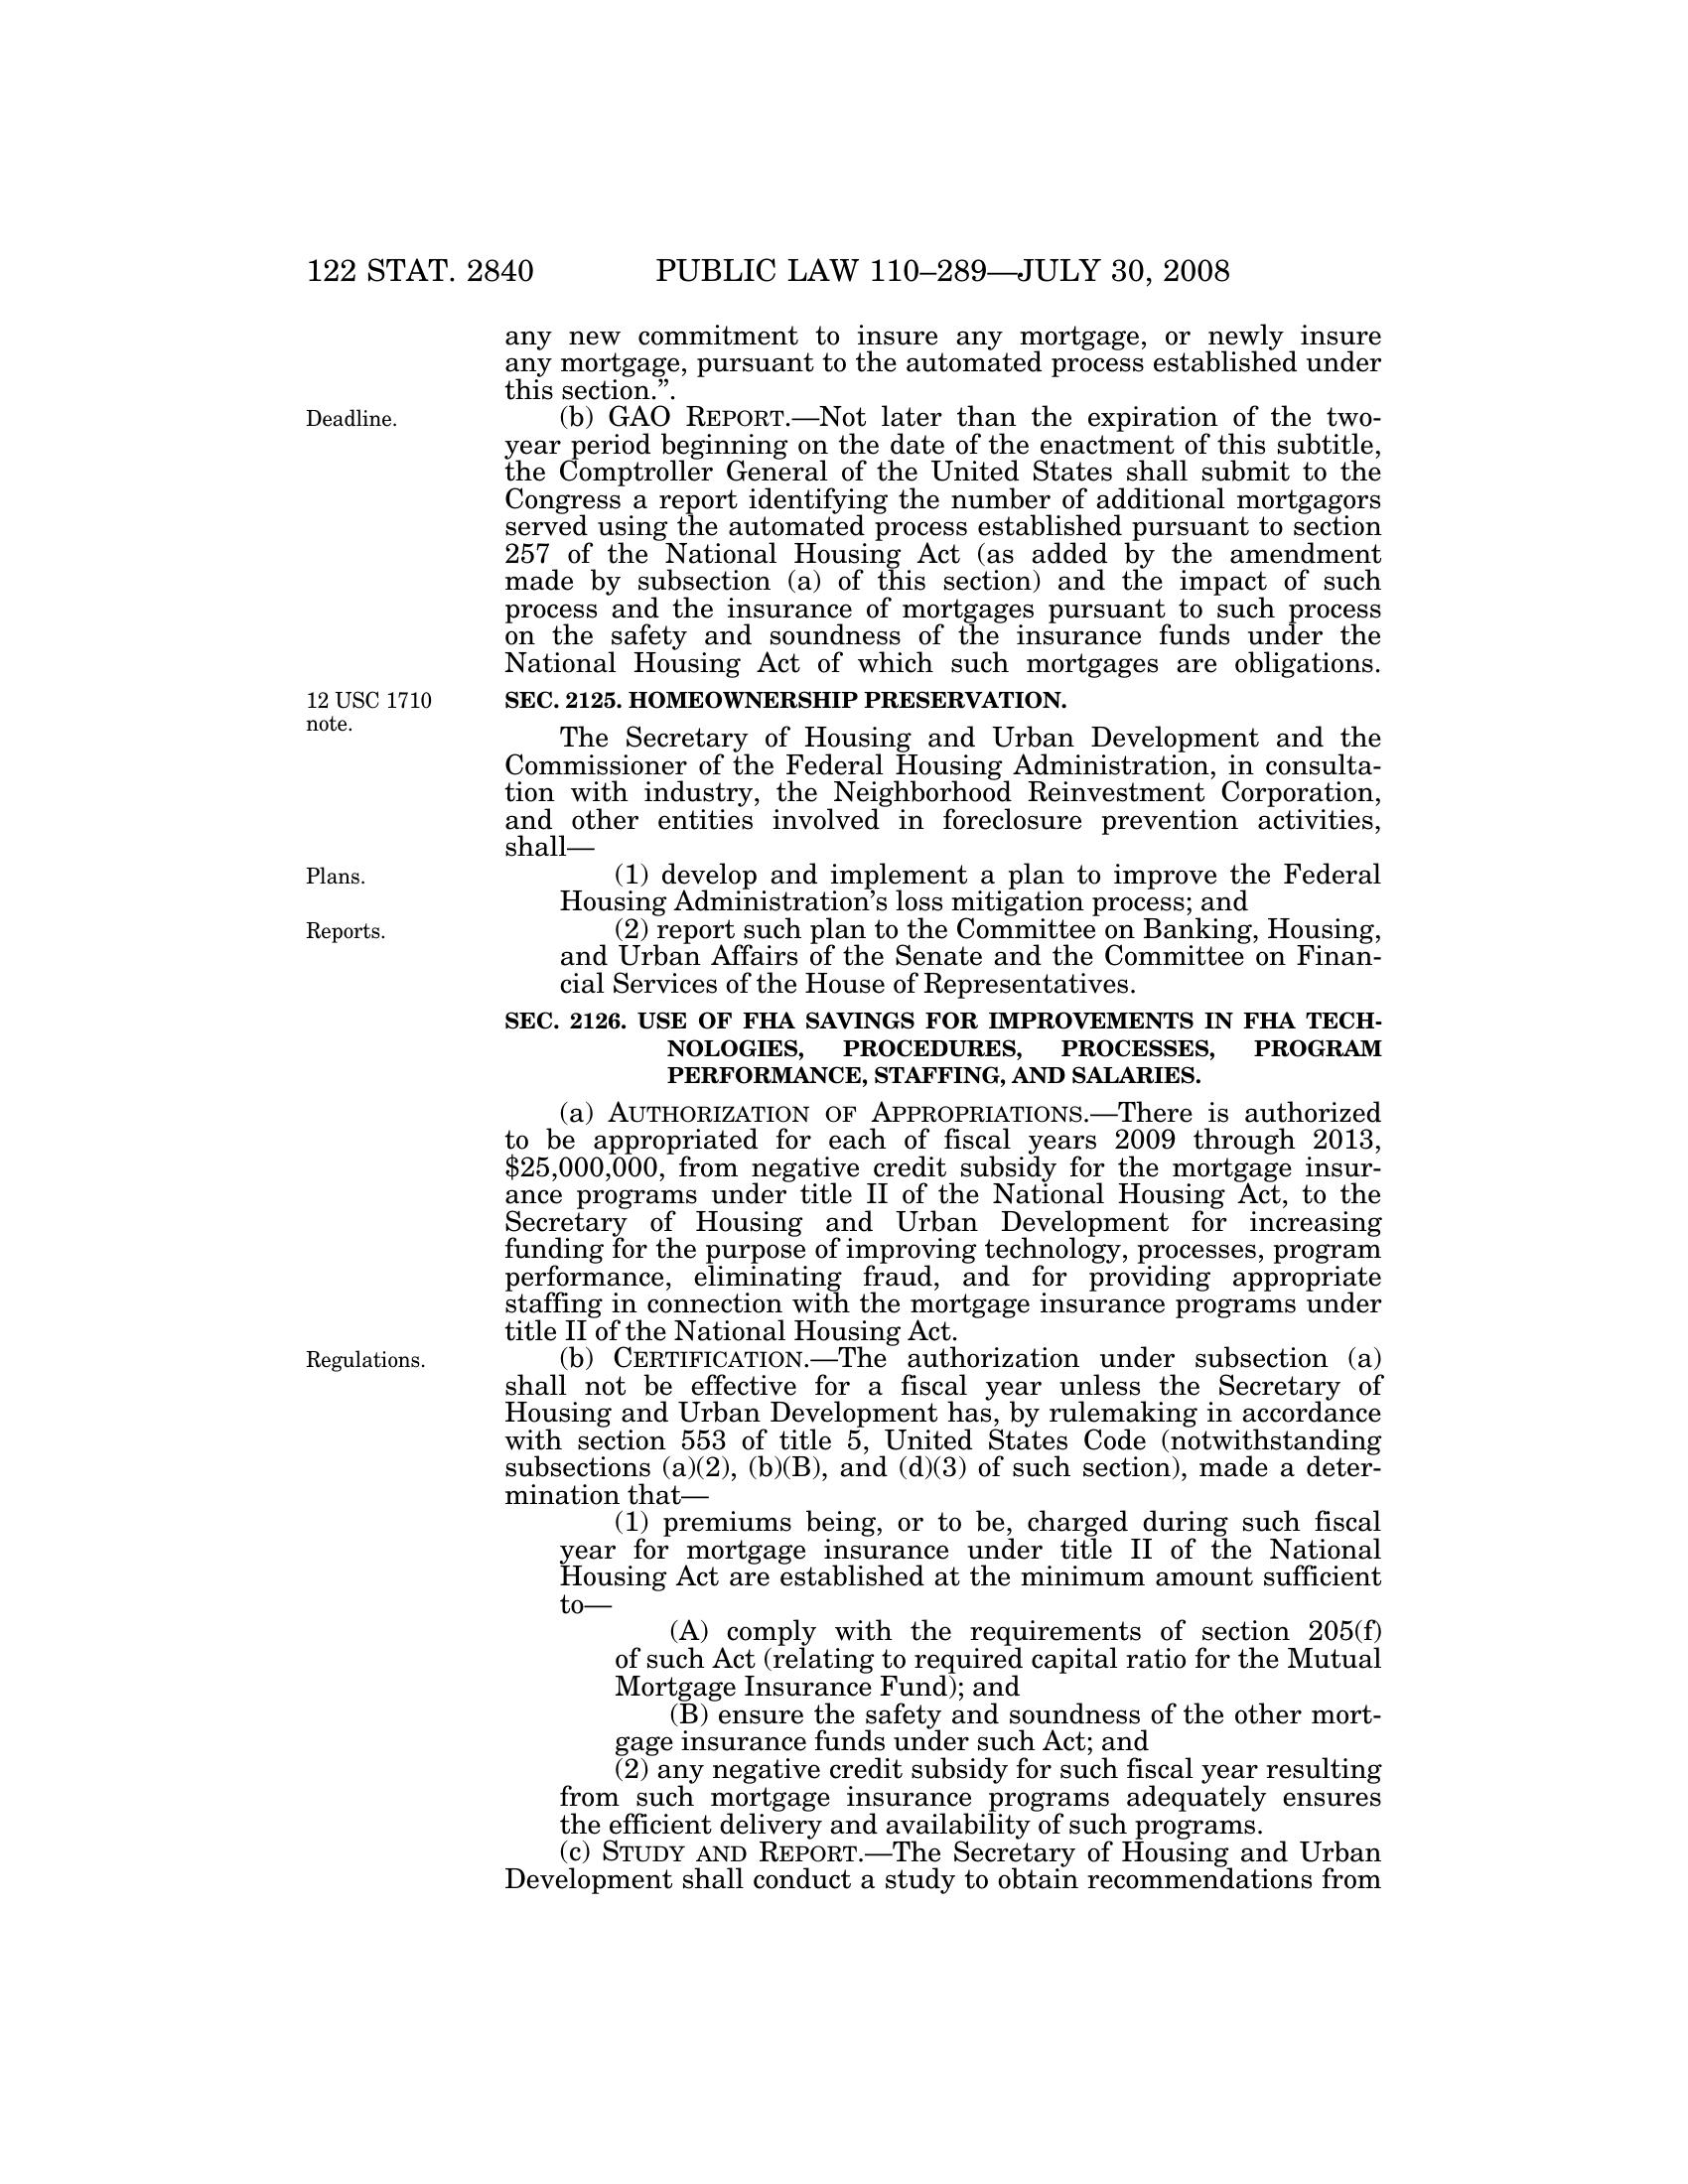 122 STAT. 2840 PUBLIC LAW 110–289—JULY 30, 2008
any new commitment to insure any mortgage, or newly insure
any mortgage, pursuant to the automated process established under
this section.”.
Deadline.
(b) GAO REPORT.—Not later than the expiration of the two-
year period beginning on the date of the enactment of this subtitle,
the Comptroller General of the United States shall submit to the
Congress a report identifying the number of additional mortgagors
served using the automated process established pursuant to section
257 of the National Housing Act (as added by the amendment
made by subsection (a) of this section) and the impact of such
process and the insurance of mortgages pursuant to such process
on the safety and soundness of the insurance funds under the
National Housing Act of which such mortgages are obligations.
12 USC 1710
note.
SEC. 2125. HOMEOWNERSHIP PRESERVATION.
The Secretary of Housing and Urban Development and the
Commissioner of the Federal Housing Administration, in consulta-
tion with industry, the Neighborhood Reinvestment Corporation,
and other entities involved in foreclosure prevention activities,
shall—
Plans.
(1) develop and implement a plan to improve the Federal
Housing Administration’s loss mitigation process; and
Reports.
(2) report such plan to the Committee on Banking, Housing,
and Urban Affairs of the Senate and the Committee on Finan-
cial Services of the House of Representatives.
SEC. 2126. USE OF FHA SAVINGS FOR IMPROVEMENTS IN FHA TECH-
NOLOGIES, PROCEDURES, PROCESSES, PROGRAM
PERFORMANCE, STAFFING, AND SALARIES.
(a) AUTHORIZATION OF APPROPRIATIONS.—There is authorized
to be appropriated for each of fiscal years 2009 through 2013,
$25,000,000, from negative credit subsidy for the mortgage insur-
ance programs under title II of the National Housing Act, to the
Secretary of Housing and Urban Development for increasing
funding for the purpose of improving technology, processes, program
performance, eliminating fraud, and for providing appropriate
staffing in connection with the mortgage insurance programs under
title II of the National Housing Act.
Regulations.
(b) CERTIFICATION.—The authorization under subsection (a)
shall not be effective for a fiscal year unless the Secretary of
Housing and Urban Development has, by rulemaking in accordance
with section 553 of title 5, United States Code (notwithstanding
subsections (a)(2), (b)(B), and (d)(3) of such section), made a deter-
mination that—
(1) premiums being, or to be, charged during such fiscal
year for mortgage insurance under title II of the National
Housing Act are established at the minimum amount sufficient
to—
(A) comply with the requirements of section 205(f)
of such Act (relating to required capital ratio for the Mutual
Mortgage Insurance Fund); and
(B) ensure the safety and soundness of the other mort-
gage insurance funds under such Act; and
(2) any negative credit subsidy for such fiscal year resulting
from such mortgage insurance programs adequately ensures
the efficient delivery and availability of such programs.
(c) STUDY AND REPORT.—The Secretary of Housing and Urban
Development shall conduct a study to obtain recommendations from